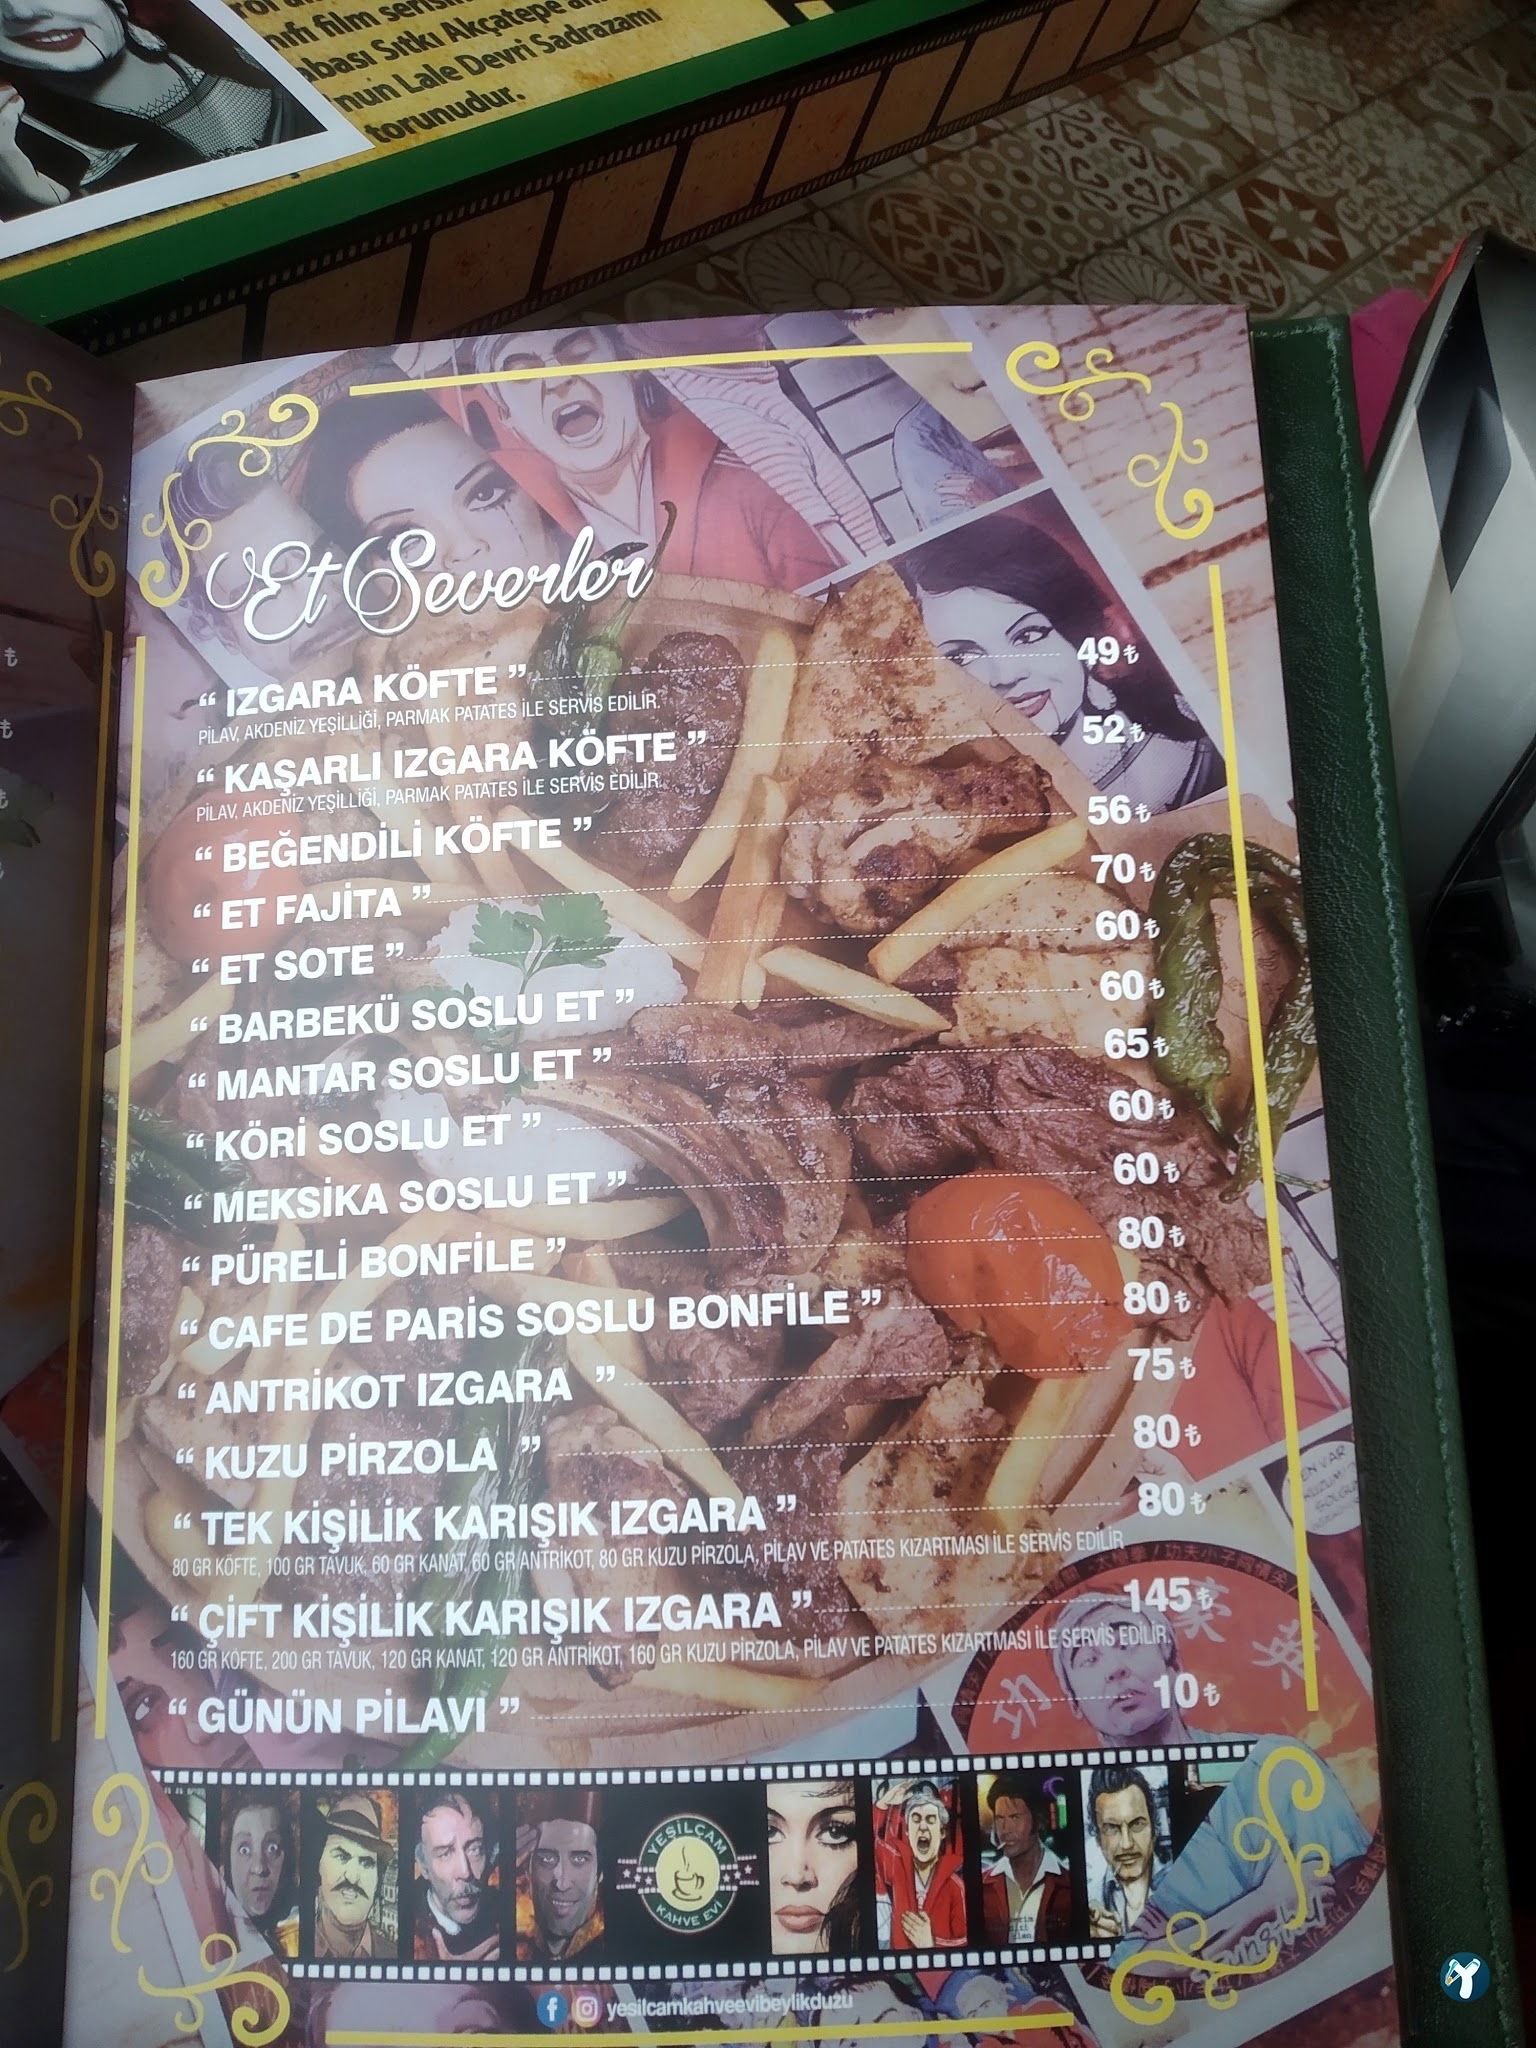 nıfı film serisin
abası Sıtkı Akçatepe
'nun Lale Devri Sadrazamı
torunudur.
Et Severler
“ IZGARA KÖFTE ” 49₺
PİLAV, AKDENİZ YEŞİLLİĞİ, PARMAK PATATES İLE SERVİS EDİLİR.
“ KAŞARLI IZGARA KÖFTE ” 52₺
PİLAV, AKDENİZ YEŞİLLİĞİ, PARMAK PATATES İLE SERVİS EDİLİR.
“ BEĞENDİLİ KÖFTE ” 56₺
“ ET FAJİTA ” 70₺
“ ET SOTE ” 60₺
“ BARBEKÜ SOSLU ET ” 60₺
“ MANTAR SOSLU ET ” 65₺
“ KÖRİ SOSLU ET ” 60₺
“ MEKSİKA SOSLU ET ” 60₺
“ PÜRELİ BONFİLE ” 80₺
“ CAFE DE PARİS SOSLU BONFİLE ” 80₺
“ ANTRİKOT IZGARA ” 75₺
“ KUZU PİRZOLA ” 80₺
“ TEK KİŞİLİK KARIŞIK IZGARA ” 80₺
80 GR KÖFTE, 100 GR TAVUK, 60 GR KANAT, 60 GR ANTRİKOT, 80 GR KUZU PİRZOLA, PİLAV VE PATATES KIZARTMASI İLE SERVİS EDİLİR
“ ÇİFT KİŞİLİK KARIŞIK IZGARA ” 145₺
160 GR KÖFTE, 200 GR TAVUK, 120 GR KANAT, 120 GR ANTRİKOT, 160 GR KUZU PİRZOLA, PİLAV VE PATATES KIZARTMASI İLE SERVİS EDİLİR.
“ GÜNÜN PİLAVI ” 10₺
YEŞİLÇAM
KAHVE EVİ
yesilcamkahveevibeylikduzu